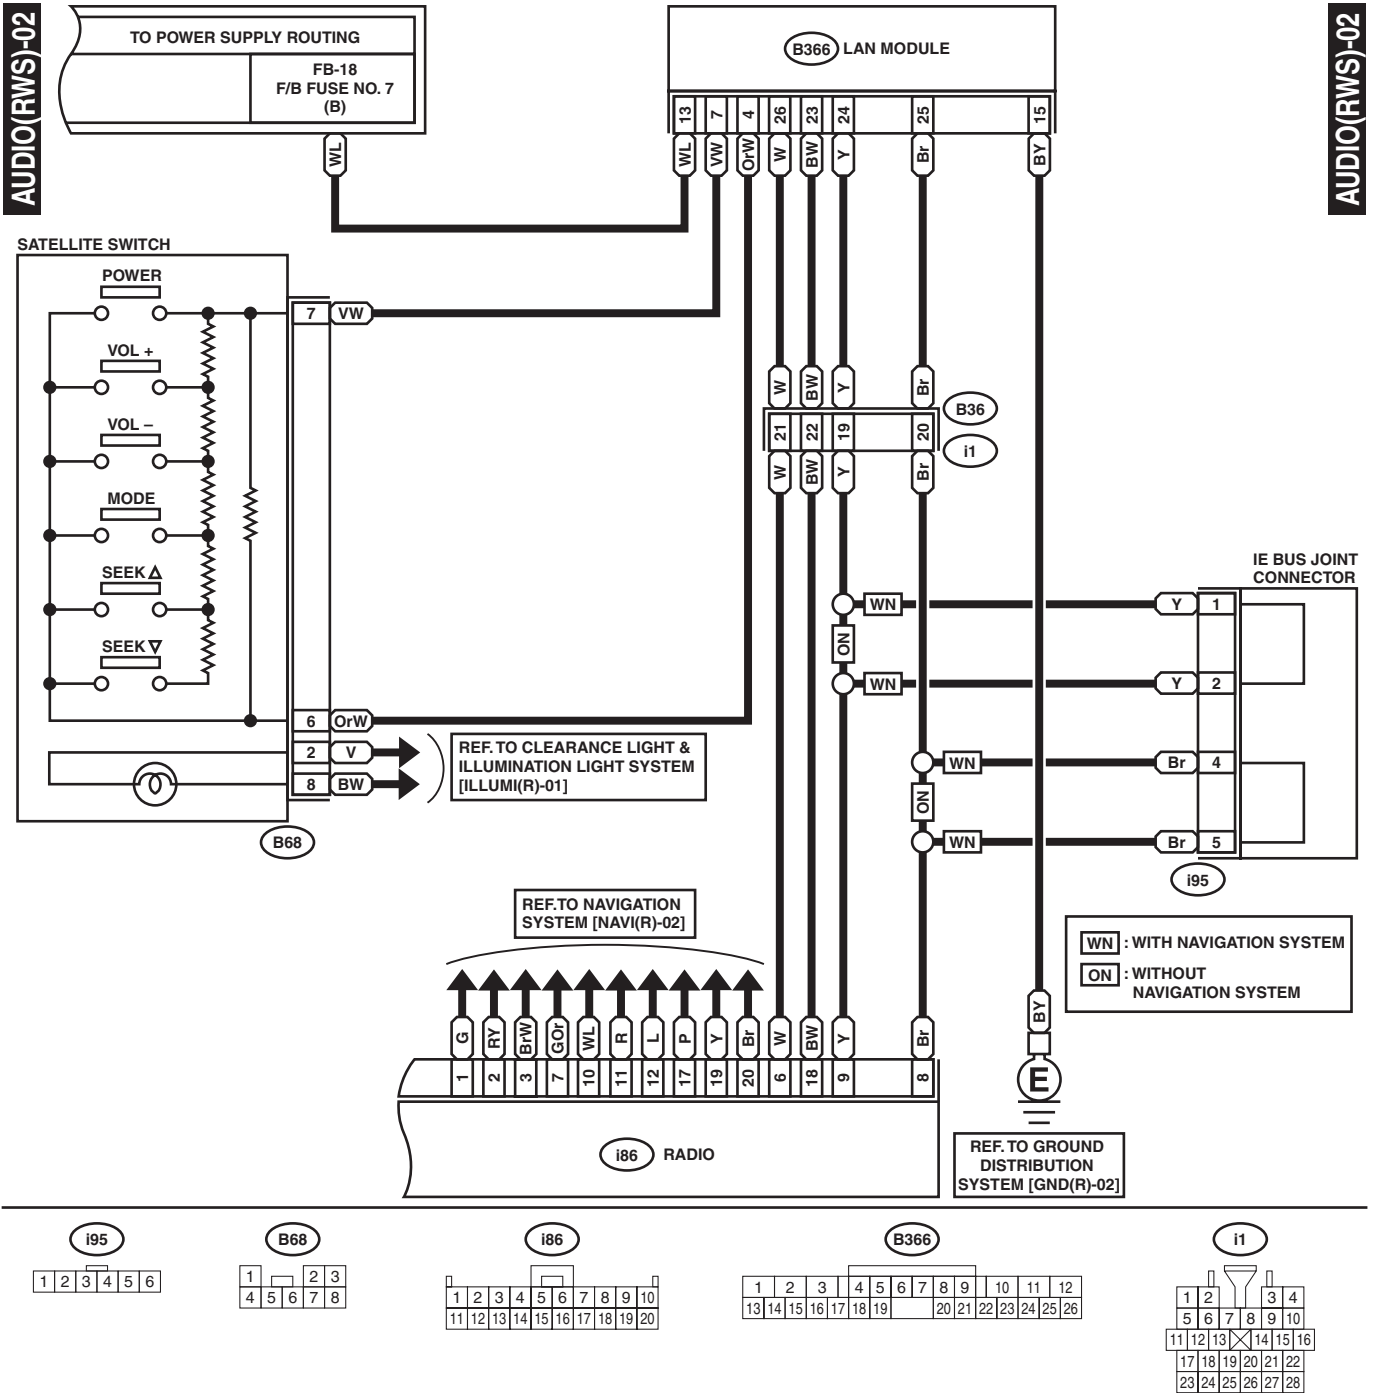 AUDIO(RWS)-02
AUDIO(RWS)-02
TO POWER SUPPLY ROUTING
FB-18
F/B FUSE NO. 7
(B)
WL
B366 LAN MODULE
13 7 4 26 23 24 25 15
WL VW OrW W BW Y Br BY
SATELLITE SWITCH
POWER
VOL +
VOL –
MODE
SEEK △
SEEK ▽
7 VW
6 OrW
2 V
8 BW
B68
REF. TO CLEARANCE LIGHT &
ILLUMINATION LIGHT SYSTEM
[ILLUMI(R)-01]
W BW Y Br
B36
21 22 19 20
i1
W BW Y Br
IE BUS JOINT
CONNECTOR
WN Y 1
ON
WN Y 2
WN Br 4
ON
WN Br 5
i95
REF.TO NAVIGATION
SYSTEM [NAVI(R)-02]
WN : WITH NAVIGATION SYSTEM
ON : WITHOUT
NAVIGATION SYSTEM
G RY BrW GOr WL R L P Y Br W BW Y Br BY
1 2 3 7 10 11 12 17 19 20 6 18 9 8
E
i86 RADIO
REF. TO GROUND
DISTRIBUTION
SYSTEM [GND(R)-02]
i95
1 2 3 4 5 6
B68
1 2 3
4 5 6 7 8
i86
1 2 3 4 5 6 7 8 9 10
11 12 13 14 15 16 17 18 19 20
B366
1 2 3 4 5 6 7 8 9 10 11 12
13 14 15 16 17 18 19 20 21 22 23 24 25 26
i1
1 2 3 4
5 6 7 8 9 10
11 12 13 14 15 16
17 18 19 20 21 22
23 24 25 26 27 28